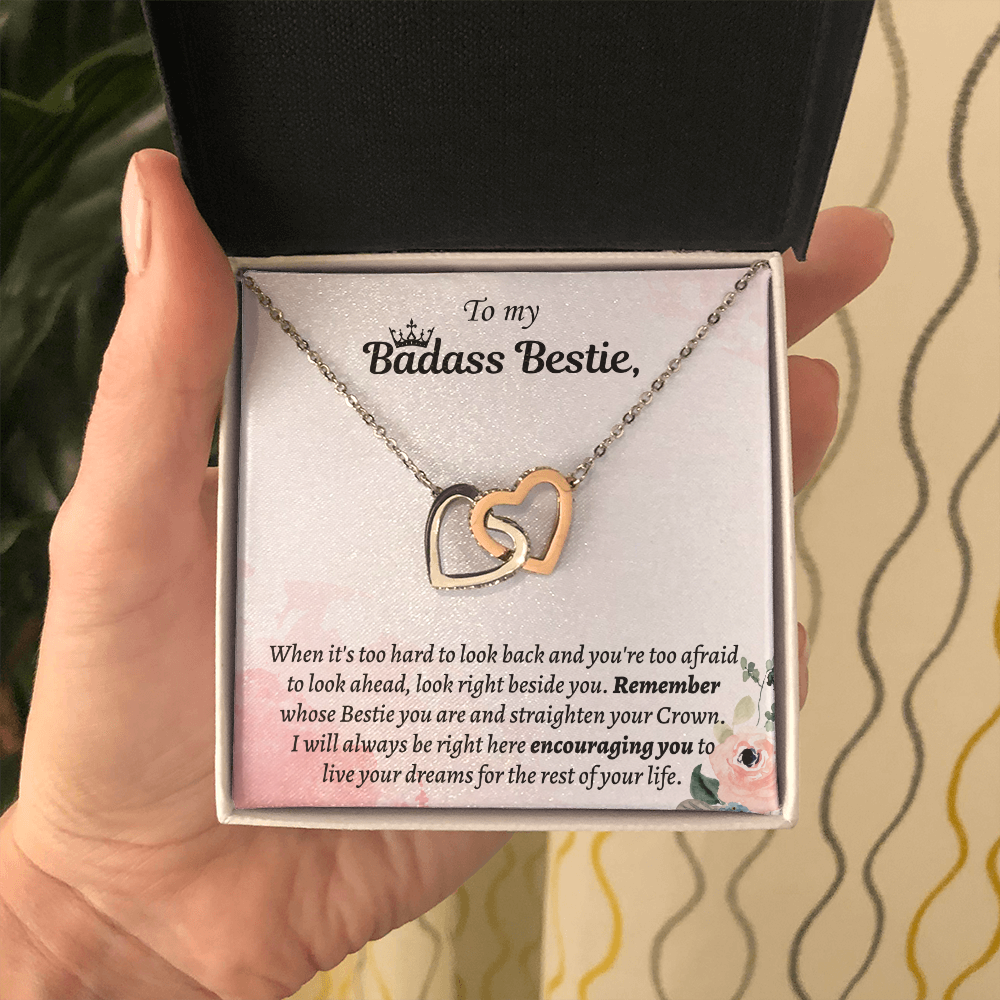 To my
Badass Bestie,
When it's too hard to look back and you're too afraid
to look ahead, look right beside you. Remember
whose Bestie you are and straighten your Crown.
I will always be right here encouraging you to
live your dreams for the rest of your life.